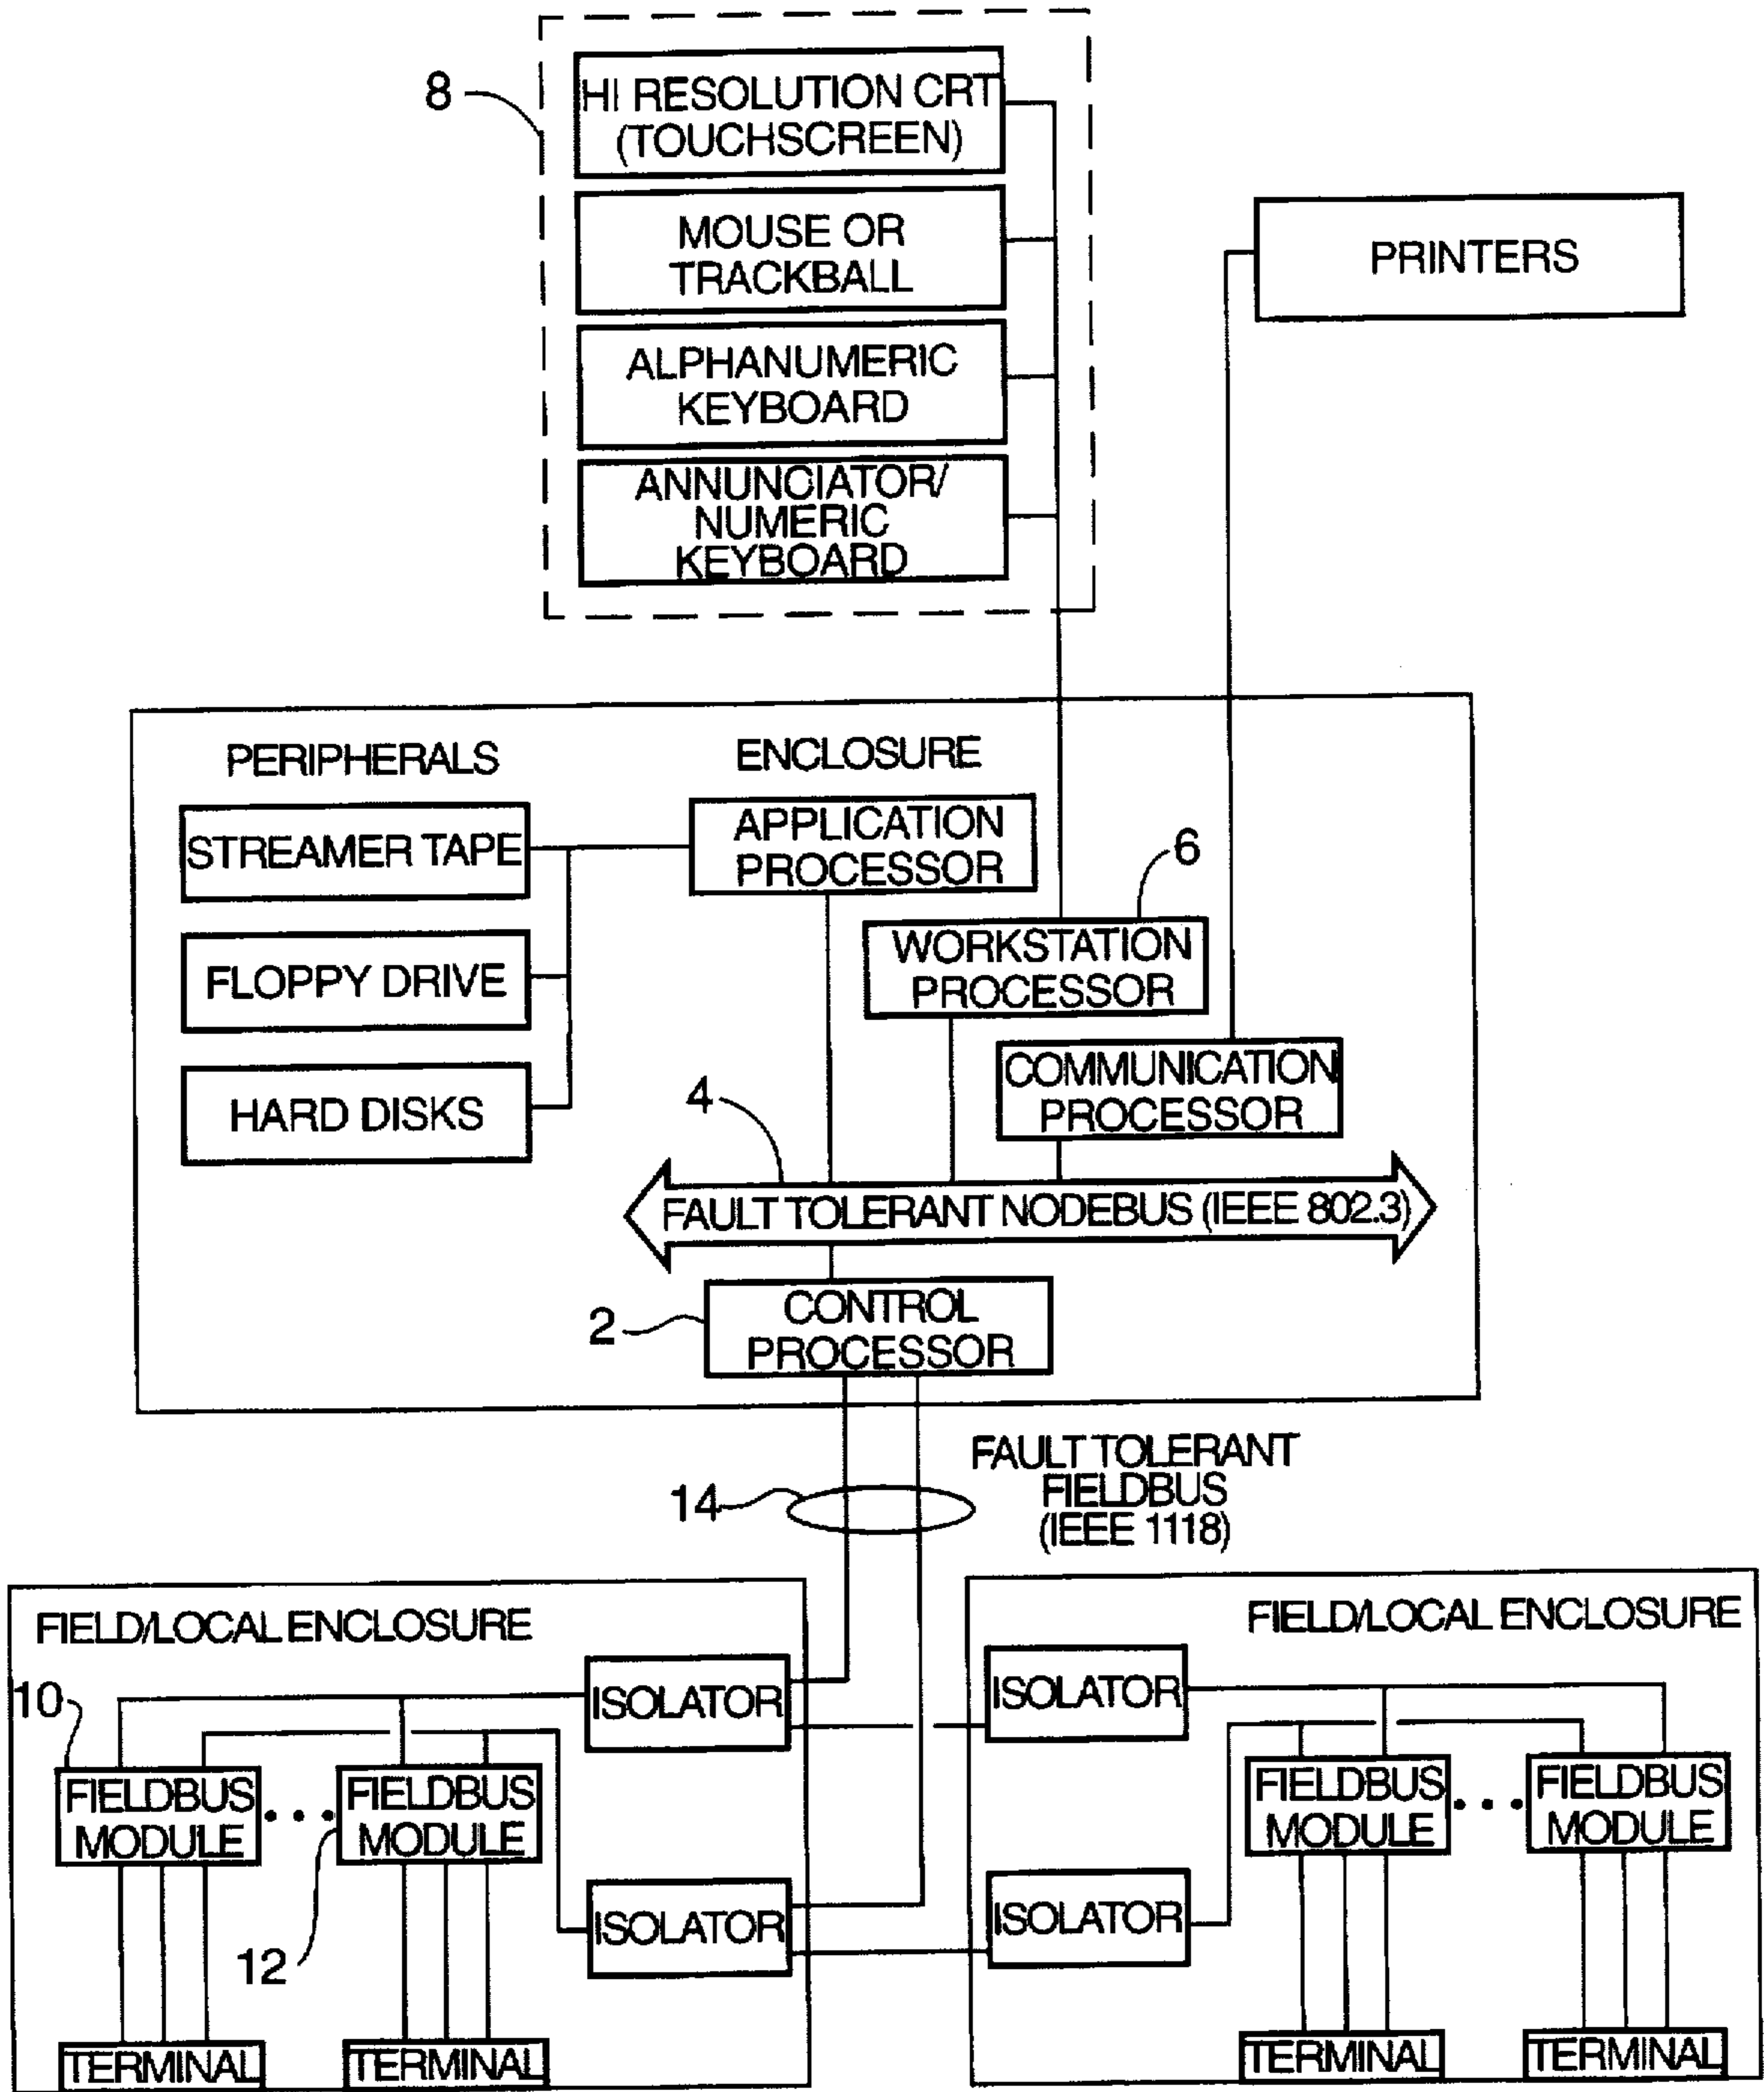 8
HI RESOLUTION CRT
(TOUCHSCREEN)
MOUSE OR
TRACKBALL
ALPHANUMERIC
KEYBOARD
ANNUNCIATOR/
NUMERIC
KEYBOARD
PRINTERS
PERIPHERALS
ENCLOSURE
STREAMER TAPE
FLOPPY DRIVE
HARD DISKS
APPLICATION
PROCESSOR
6
WORKSTATION
PROCESSOR
COMMUNICATION
PROCESSOR
4
FAULT TOLERANT NODEBUS (IEEE 802.3)
2
CONTROL
PROCESSOR
14
FAULT TOLERANT
FIELDBUS
(IEEE 1118)
FIELD/LOCAL ENCLOSURE
ISOLATOR
10
FIELDBUS
MODULE
• • •
FIELDBUS
MODULE
12
ISOLATOR
TERMINAL
TERMINAL
FIELD/LOCAL ENCLOSURE
ISOLATOR
FIELDBUS
MODULE
• • •
FIELDBUS
MODULE
ISOLATOR
TERMINAL
TERMINAL